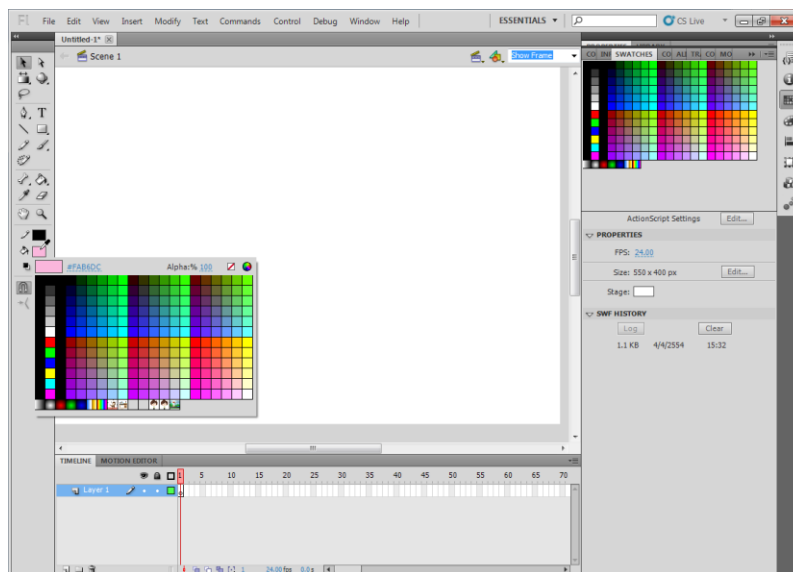 Fl File Edit View Insert Modify Text Commands Control Debug Window Help ESSENTIALS CS Live
Untitled-1*
Scene 1 Show Frame
SWATCHES
T
#FAB6DC Alpha:% 100
ActionScript Settings Edit...
PROPERTIES
FPS: 24.00
Size: 550 x 400 px Edit...
Stage:
SWF HISTORY
Log Clear
1.1 KB 4/4/2554 15:32
TIMELINE MOTION EDITOR
1 5 10 15 20 25 30 35 40 45 50 55 60 65 70
Layer 1
1 24.00 fps 0.0 s